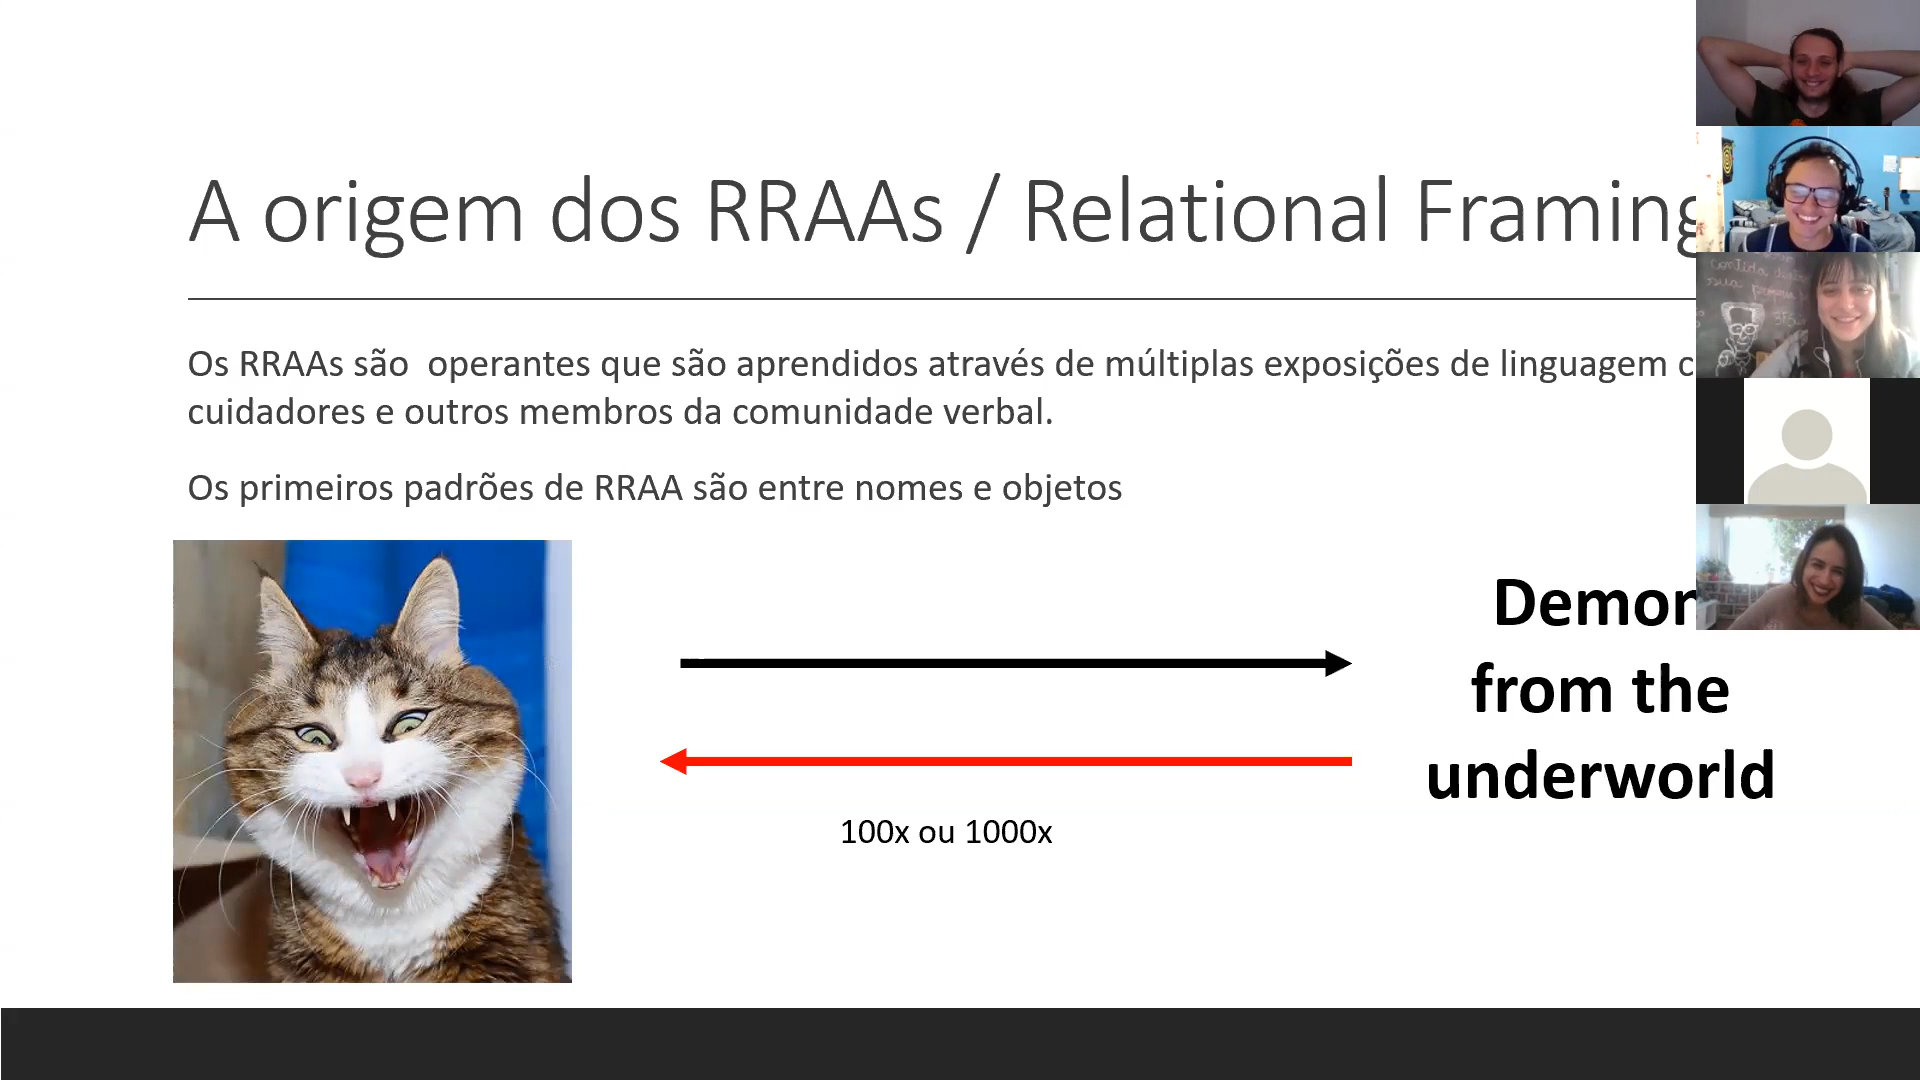 A origem dos RRAAs / Relational Framing
Os RRAAs são operantes que são aprendidos através de múltiplas exposições de linguagem
cuidadores e outros membros da comunidade verbal.
Os primeiros padrões de RRAA são entre nomes e objetos
Demon
from the
underworld
100x ou 1000x